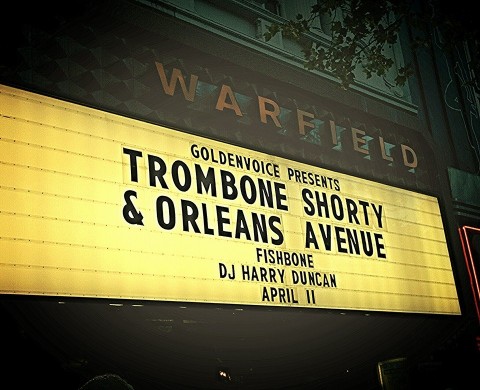 WARFIELD
GOLDENVOICE PRESENTS
TROMBONE SHORTY
& ORLEANS AVENUE
FISHBONE
DJ HARRY DUNCAN
APRIL 11